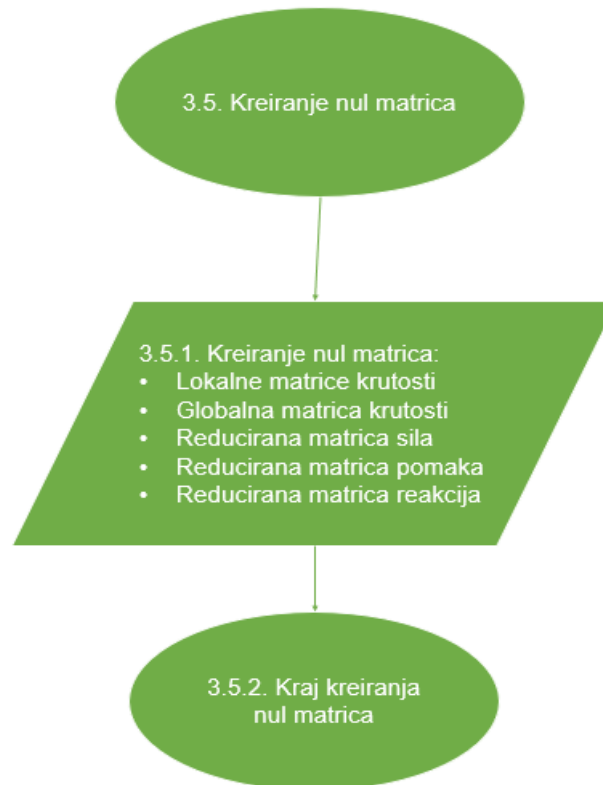 3.5. Kreiranje nul matrica
3.5.1. Kreiranje nul matrica:
• Lokalne matrice krutosti
• Globalna matrica krutosti
• Reducirana matrica sila
• Reducirana matrica pomaka
• Reducirana matrica reakcija
3.5.2. Kraj kreiranja
nul matrica